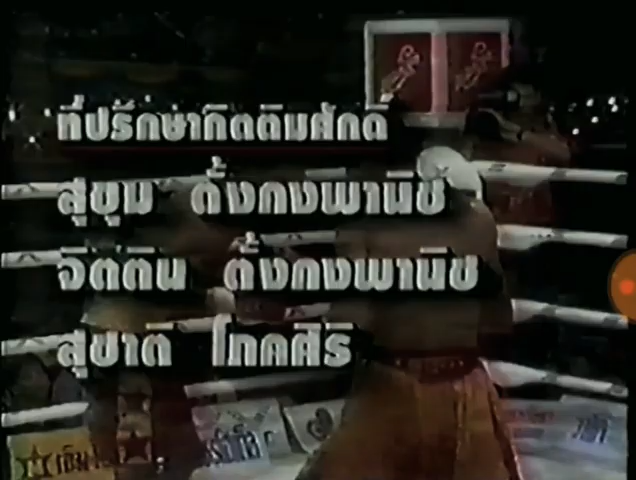 ที่ปรึกษากิตติมศักดิ์
สุขุม ตั้งคงพานิช
จิตติน ตั้งคงพานิช
สุชาติ โภคศิริ